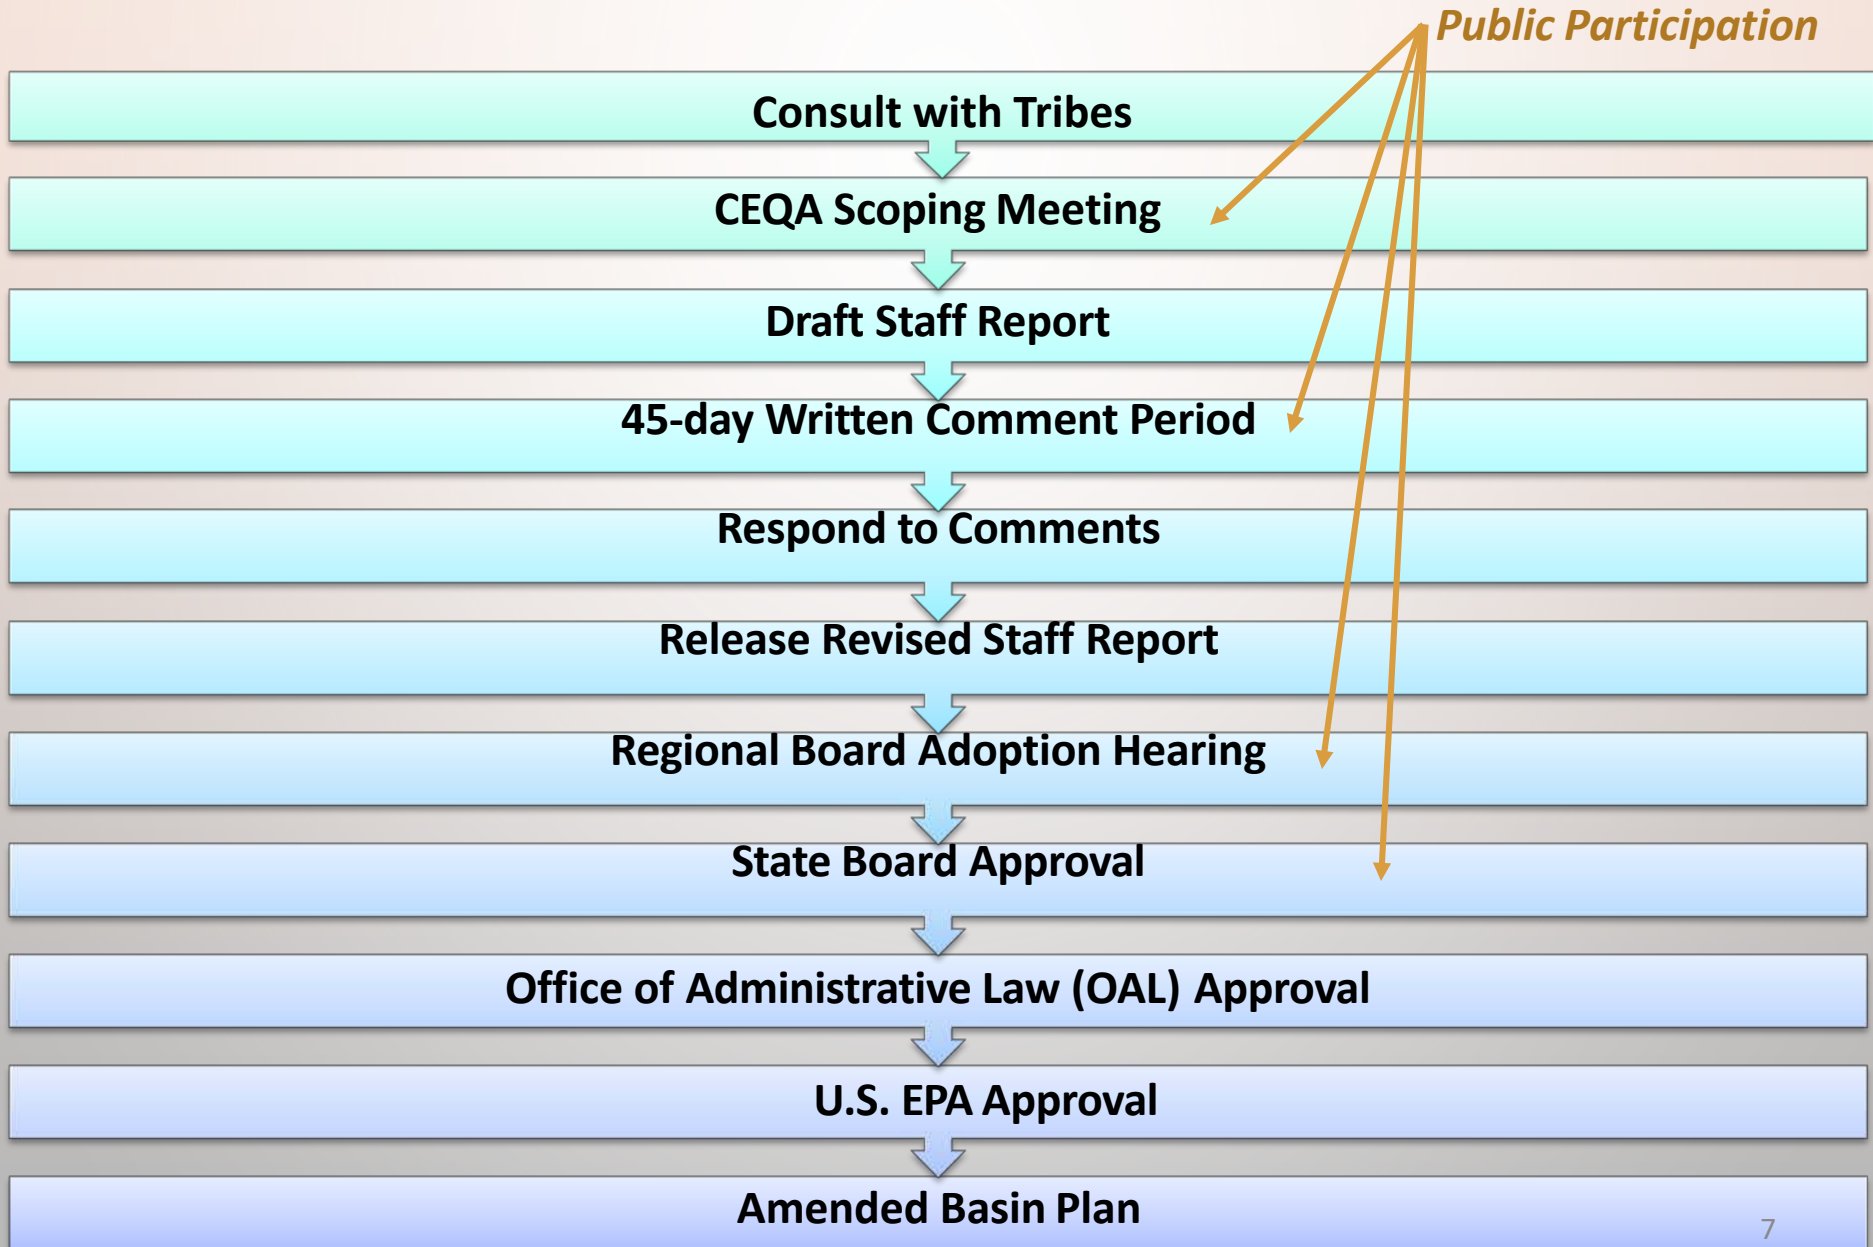 Public Participation
Consult with Tribes
CEQA Scoping Meeting
Draft Staff Report
45-day Written Comment Period
Respond to Comments
Release Revised Staff Report
Regional Board Adoption Hearing
State Board Approval
Office of Administrative Law (OAL) Approval
U.S. EPA Approval
Amended Basin Plan
7